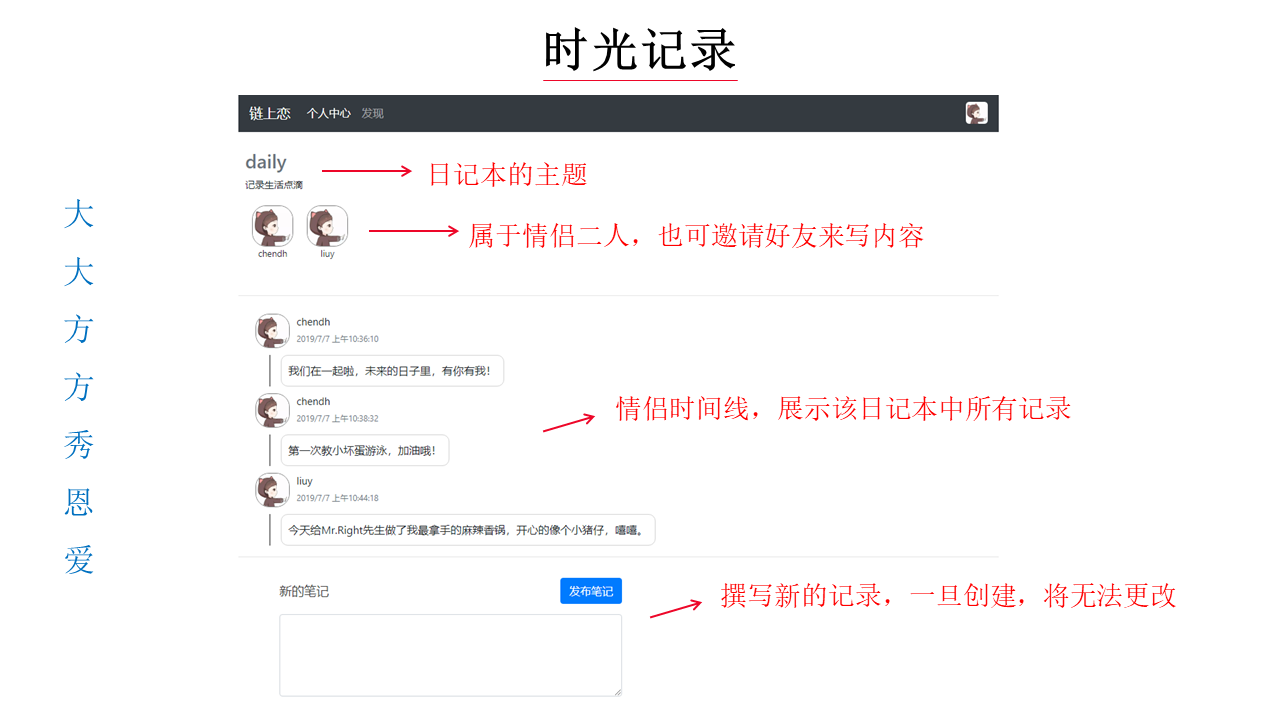 时光记录
链上恋 个人中心 发现
daily
记录生活点滴
日记本的主题
chendh liuy
属于情侣二人，也可邀请好友来写内容
大
大
方
方
秀
恩
爱
chendh
2019/7/7 上午10:36:10
我们在一起啦，未来的日子里，有你有我！
chendh
2019/7/7 上午10:38:32
第一次教小坏蛋游泳，加油哦！
情侣时间线，展示该日记本中所有记录
liuy
2019/7/7 上午10:44:18
今天给Mr.Right先生做了我最拿手的麻辣香锅，开心的像个小猪仔，嘻嘻。
新的笔记 发布笔记
撰写新的记录，一旦创建，将无法更改